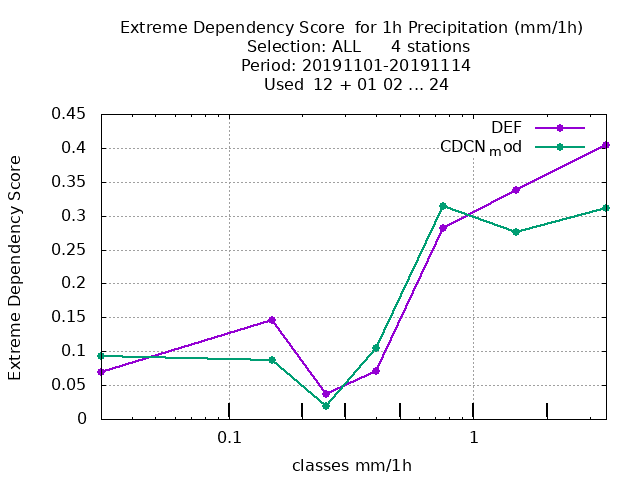 Extreme Dependency Score  for 1h Precipitation (mm/1h)
Selection: ALL      4 stations
Period: 20191101-20191114
Used  12 + 01 02 ... 24
DEF
CDCN_mod
0.45
0.4
0.35
0.3
0.25
0.2
0.15
0.1
0.05
0
Extreme Dependency Score
0.1
1
classes mm/1h